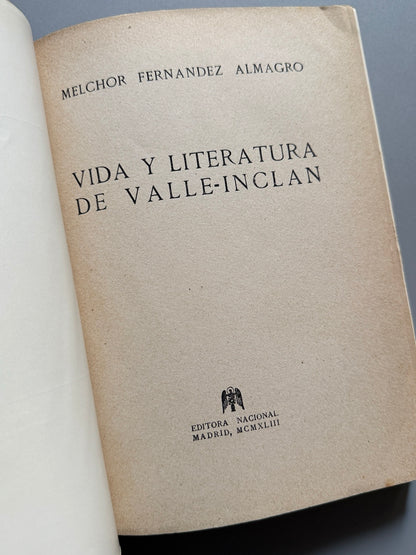 MELCHOR FERNANDEZ ALMAGRO
VIDA Y LITERATURA
DE VALLE-INCLAN
EDITORA NACIONAL
MADRID, MCMXLIII